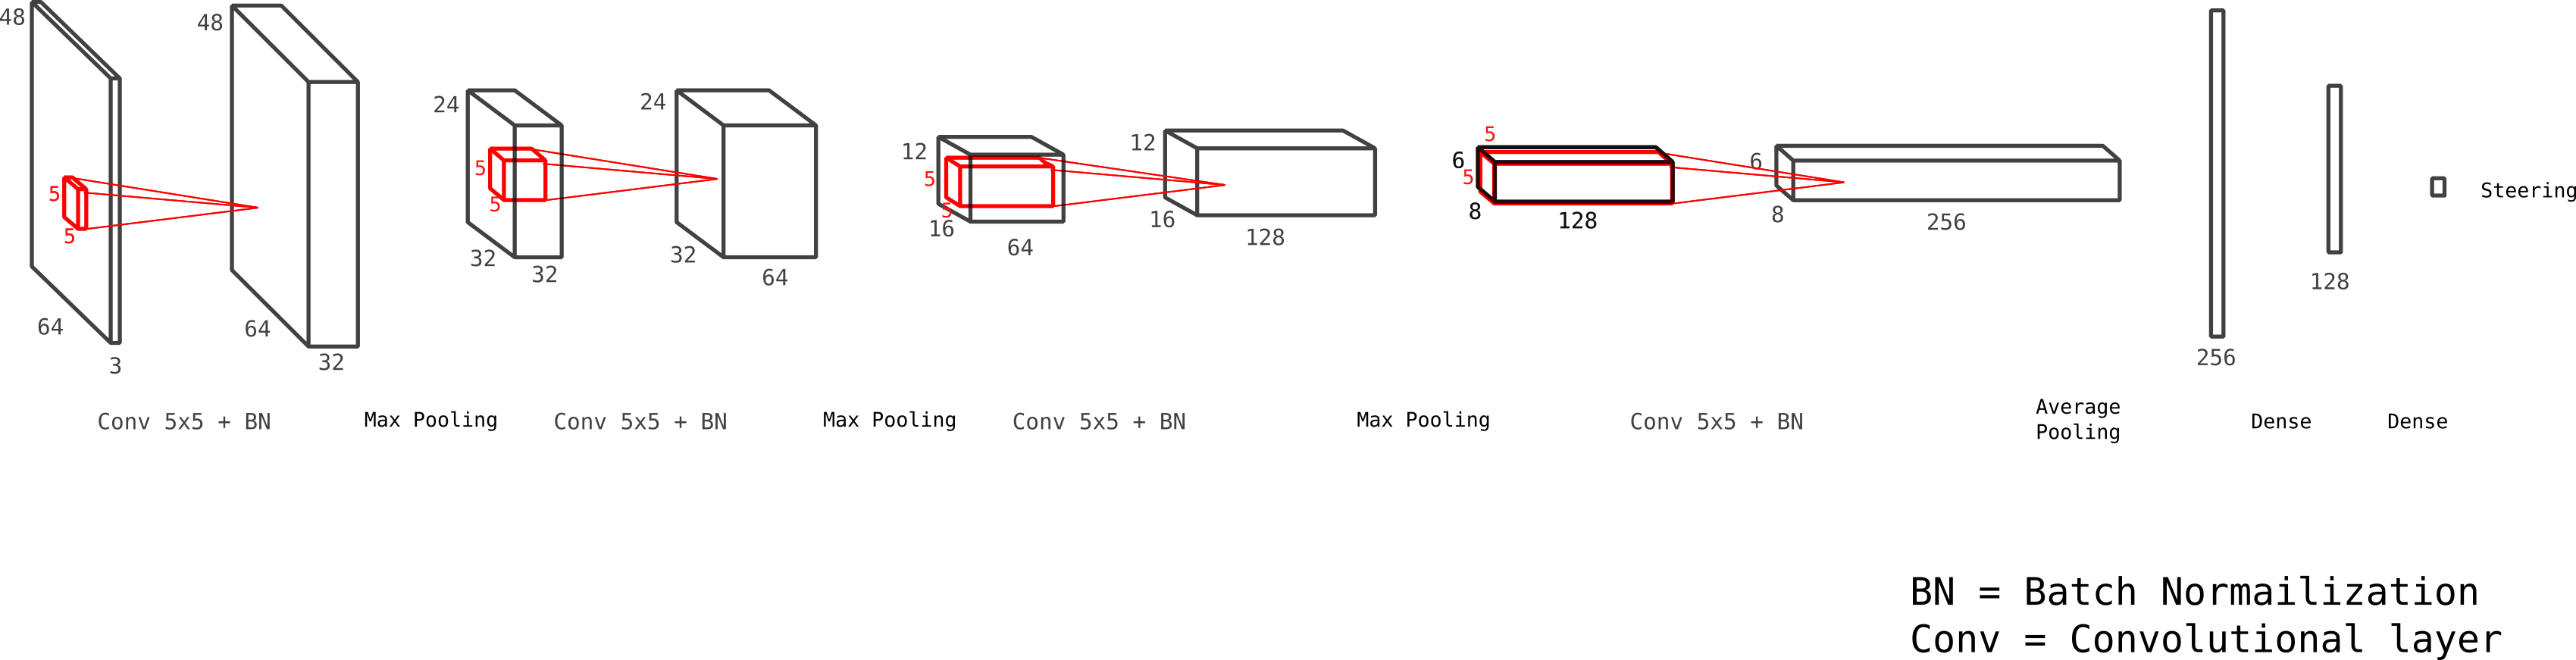 48
64
3
5
5
48
64
32
24
32
32
5
5
24
32
64
12
16
64
5
5
12
16
128
5
6
5
8
128
6
8
256
256
128
Steering
Conv 5x5 + BN
Max Pooling
Conv 5x5 + BN
Max Pooling
Conv 5x5 + BN
Max Pooling
Conv 5x5 + BN
Average
Pooling
Dense
Dense
BN = Batch Normailization
Conv = Convolutional layer